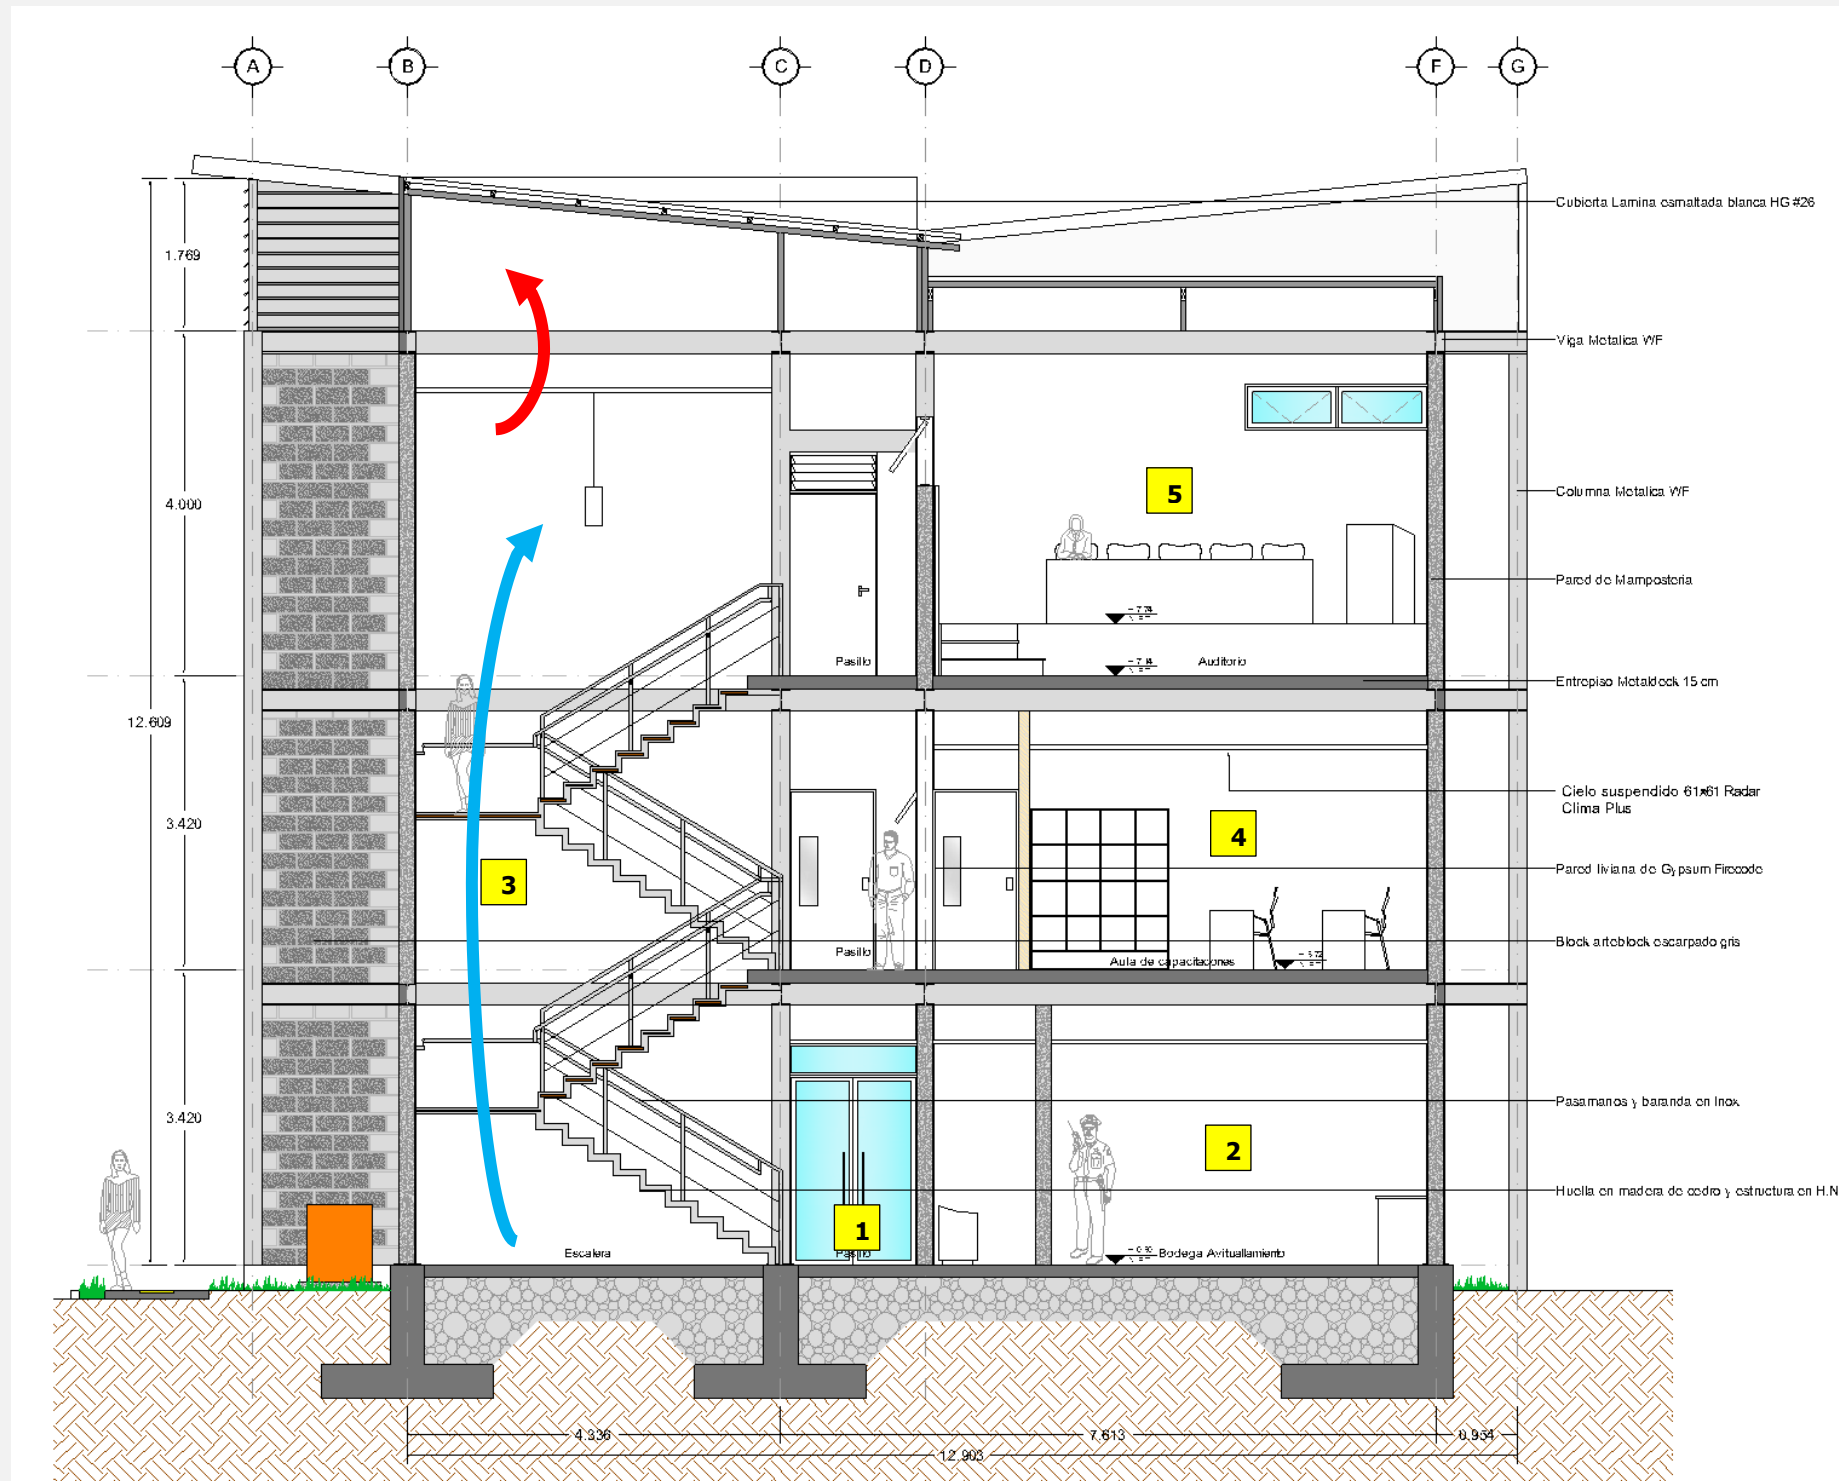 A B C D F G
Cubierta Lamina esmaltada blanca HG #26
1.769
Viga Metalica WF
5
4.000
Columna Metalica WF
Pared de Mamposteria
Pasillo
Auditorio
Entrepiso Metaldeck 15 cm
12.609
Cielo suspendido 61x61 Radar
Clima Plus
3.420
4
Pared liviana de Gypsum Firecode
3
Block arteblock escarpado gris
Pasillo
Aula de capacitaciones
Pasamanos y baranda en Inox
3.420
2
Huella en madera de cedro y estructura en H.N
1
Escalera
Pasillo
Bodega Avituallamiento
4.336
7.613
0.954
12.903